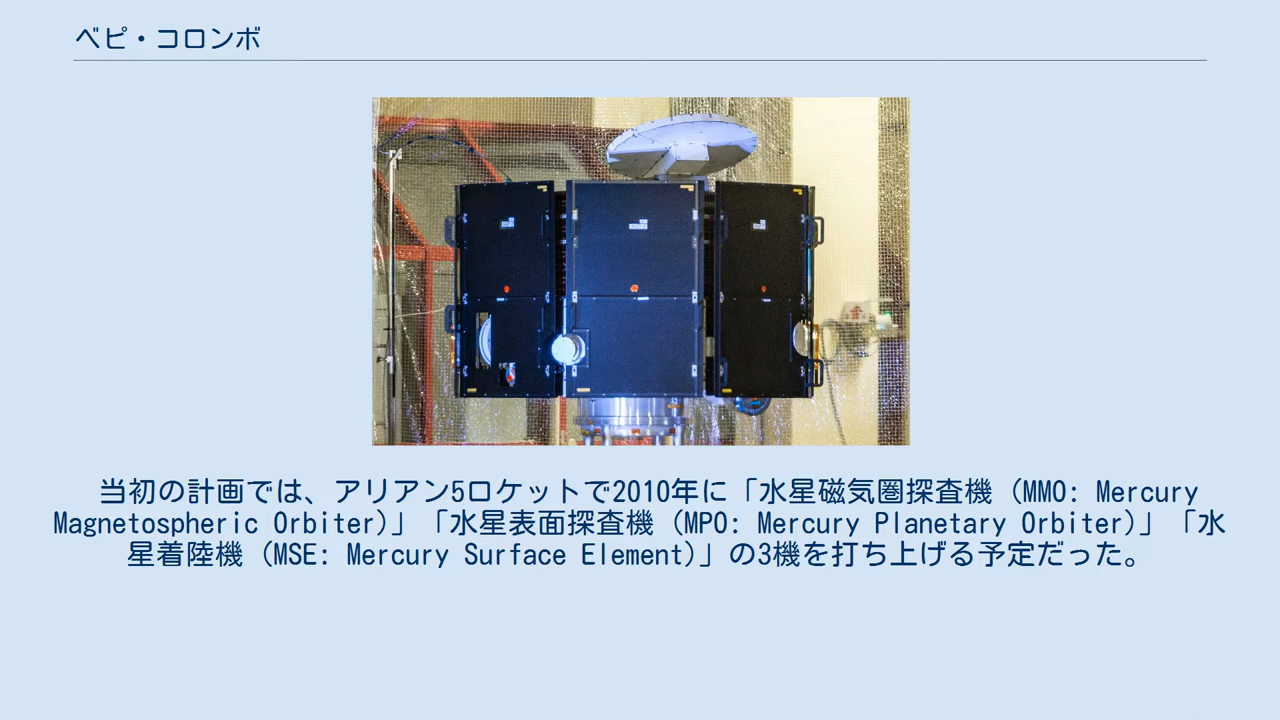 ベピ・コロンボ
当初の計画では、アリアン5ロケットで2010年に「水星磁気圏探査機（MMO: Mercury
Magnetospheric Orbiter)」「水星表面探査機（MPO: Mercury Planetary Orbiter)」「水
星着陸機（MSE: Mercury Surface Element)」の3機を打ち上げる予定だった。